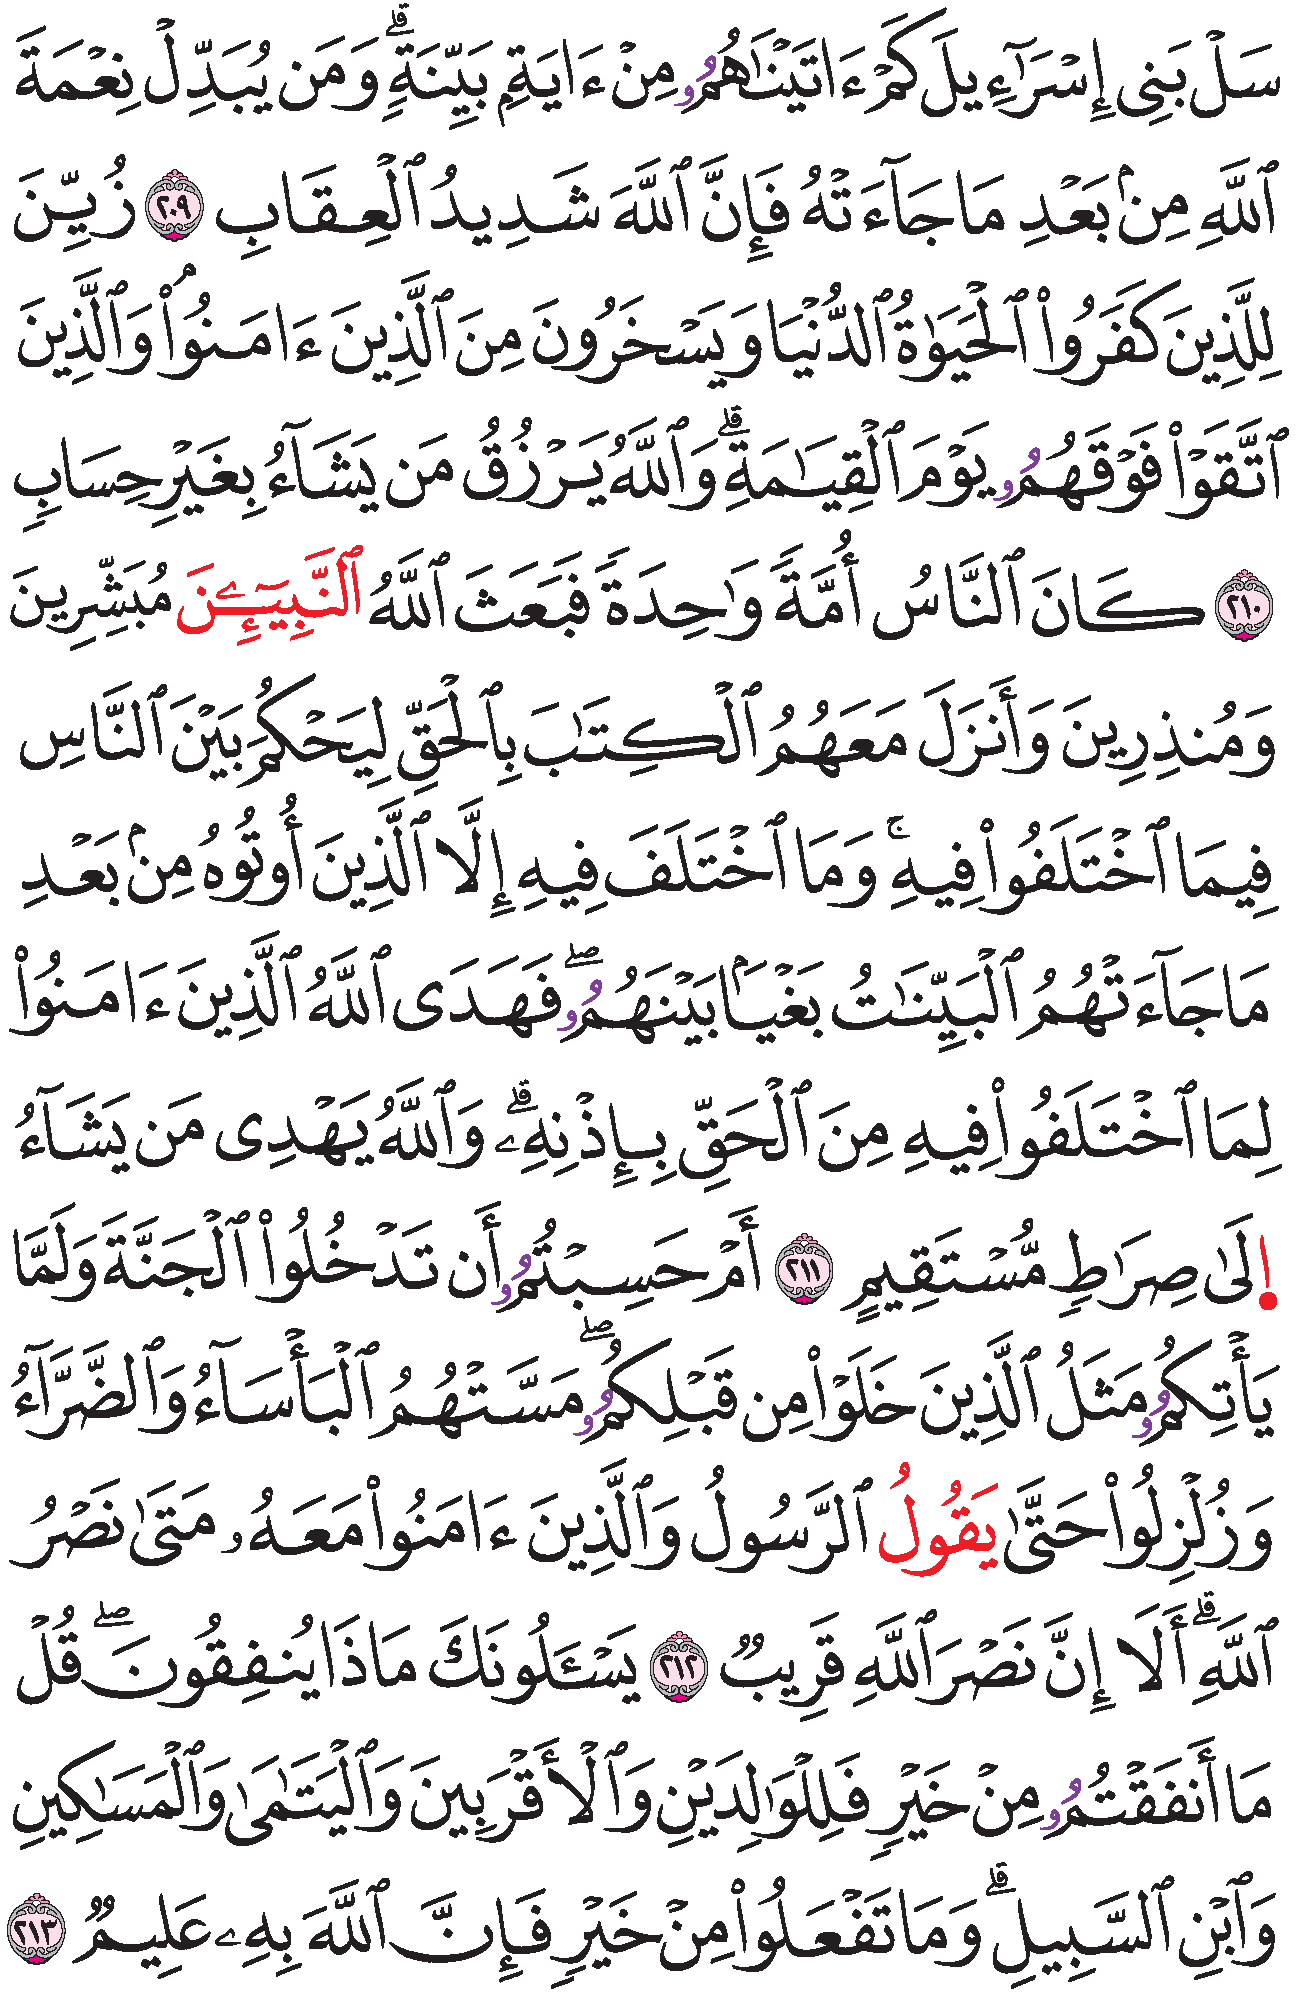 سَلْ بَنِى إِسْرَٰٓءِيلَ كَمْ ءَاتَيْنَٰهُمُۥ مِنْ ءَايَةِۭ بَيِّنَةٍۗ وَمَن يُبَدِّلْ نِعْمَةَ
ٱللَّهِ مِنۢ بَعْدِ مَا جَآءَتْهُ فَإِنَّ ٱللَّهَ شَدِيدُ ٱلْعِقَابِ ٢٠٩ زُيِّنَ
لِلَّذِينَ كَفَرُوا۟ ٱلْحَيَوٰةُ ٱلدُّنْيَا وَيَسْخَرُونَ مِنَ ٱلَّذِينَ ءَامَنُوا۟ۘ وَٱلَّذِينَ
ٱتَّقَوْا۟ فَوْقَهُمُۥ يَوْمَ ٱلْقِيَٰمَةِۗ وَٱللَّهُ يَرْزُقُ مَن يَشَآءُ بِغَيْرِ حِسَابٍ
٢١٠ كَانَ ٱلنَّاسُ أُمَّةً وَٰحِدَةً فَبَعَثَ ٱللَّهُ ٱلنَّبِيٓـِٔينَ مُبَشِّرِينَ
وَمُنذِرِينَ وَأَنزَلَ مَعَهُمُ ٱلْكِتَٰبَ بِٱلْحَقِّ لِيَحْكُمَ بَيْنَ ٱلنَّاسِ
فِيمَا ٱخْتَلَفُوا۟ فِيهِۚ وَمَا ٱخْتَلَفَ فِيهِ إِلَّا ٱلَّذِينَ أُوتُوهُ مِنۢ بَعْدِ
مَا جَآءَتْهُمُ ٱلْبَيِّنَٰتُ بَغْيَۢا بَيْنَهُمُۥۖ فَهَدَى ٱللَّهُ ٱلَّذِينَ ءَامَنُوا۟
لِمَا ٱخْتَلَفُوا۟ فِيهِ مِنَ ٱلْحَقِّ بِإِذْنِهِۦۗ وَٱللَّهُ يَهْدِى مَن يَشَآءُ
ٱ۪لَىٰ صِرَٰطٍ مُّسْتَقِيمٍ ٢١١ أَمْ حَسِبْتُمُۥ أَن تَدْخُلُوا۟ ٱلْجَنَّةَ وَلَمَّا
يَأْتِكُمُۥ مَثَلُ ٱلَّذِينَ خَلَوْا۟ مِن قَبْلِكُمُۥۖ مَسَّتْهُمُ ٱلْبَأْسَآءُ وَٱلضَّرَّآءُ
وَزُلْزِلُوا۟ حَتَّىٰ يَقُولُ ٱلرَّسُولُ وَٱلَّذِينَ ءَامَنُوا۟ مَعَهُۥ مَتَىٰ نَصْرُ
ٱللَّهِۗ أَلَا إِنَّ نَصْرَ ٱللَّهِ قَرِيبٌ ٢١٢ يَسْـَٔلُونَكَ مَاذَا يُنفِقُونَۖ قُلْ
مَا أَنفَقْتُمُۥ مِنْ خَيْرٍ فَلِلْوَٰلِدَيْنِ وَٱلْأَقْرَبِينَ وَٱلْيَتَٰمَىٰ وَٱلْمَسَٰكِينِ
وَٱبْنِ ٱلسَّبِيلِۗ وَمَا تَفْعَلُوا۟ مِنْ خَيْرٍ فَإِنَّ ٱللَّهَ بِهِۦ عَلِيمٌ ٢١٣